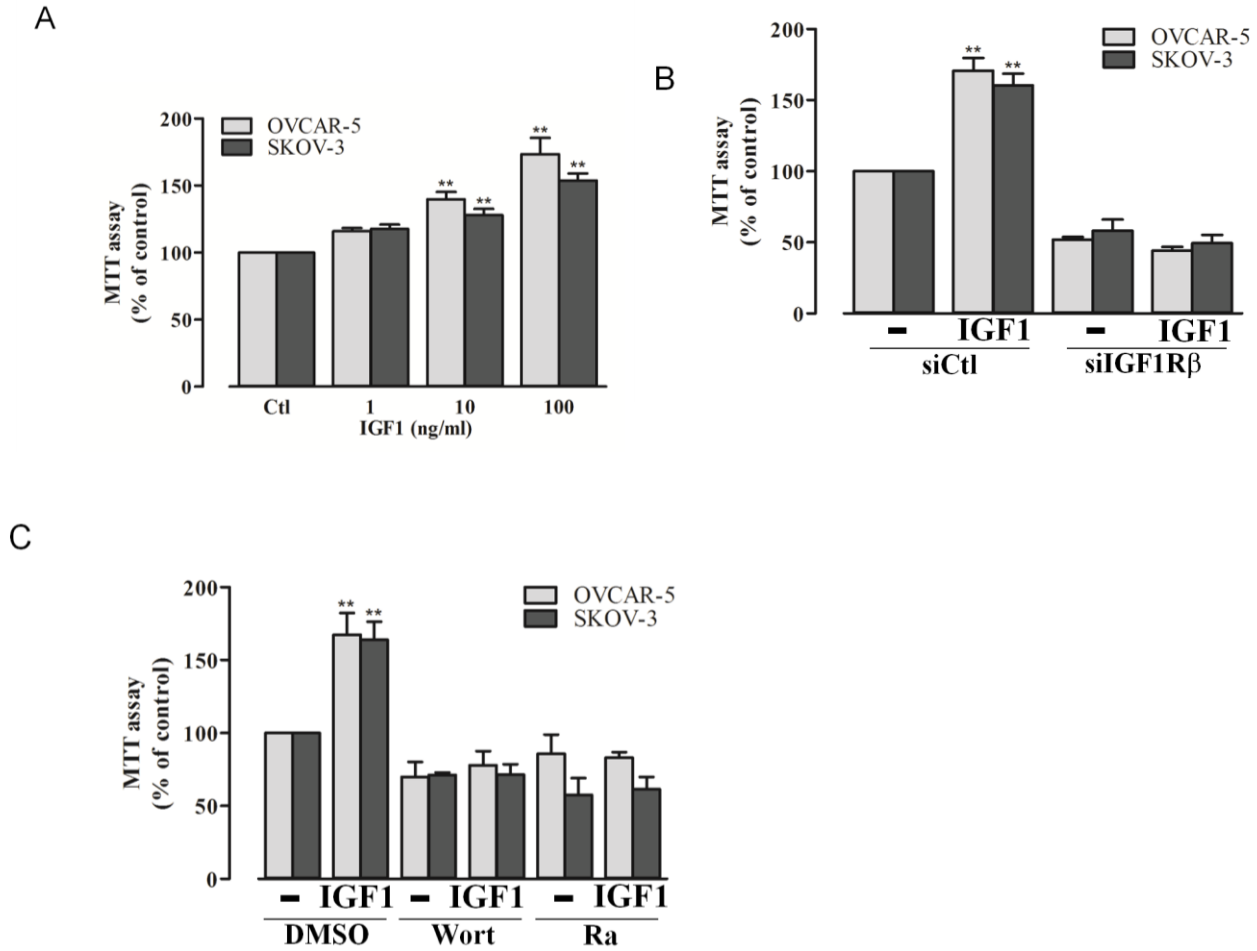 A
200
150
100
50
0
MTT assay
(% of control)
OVCAR-5
SKOV-3
** ** ** **
Ctl 1 10 100
IGF1 (ng/ml)
B
200
150
100
50
0
MTT assay
(% of control)
OVCAR-5
SKOV-3
** **
- IGF1 - IGF1
siCtl siIGF1Rβ
C
200
150
100
50
0
MTT assay
(% of control)
OVCAR-5
SKOV-3
** **
- IGF1 - IGF1 - IGF1
DMSO Wort Ra